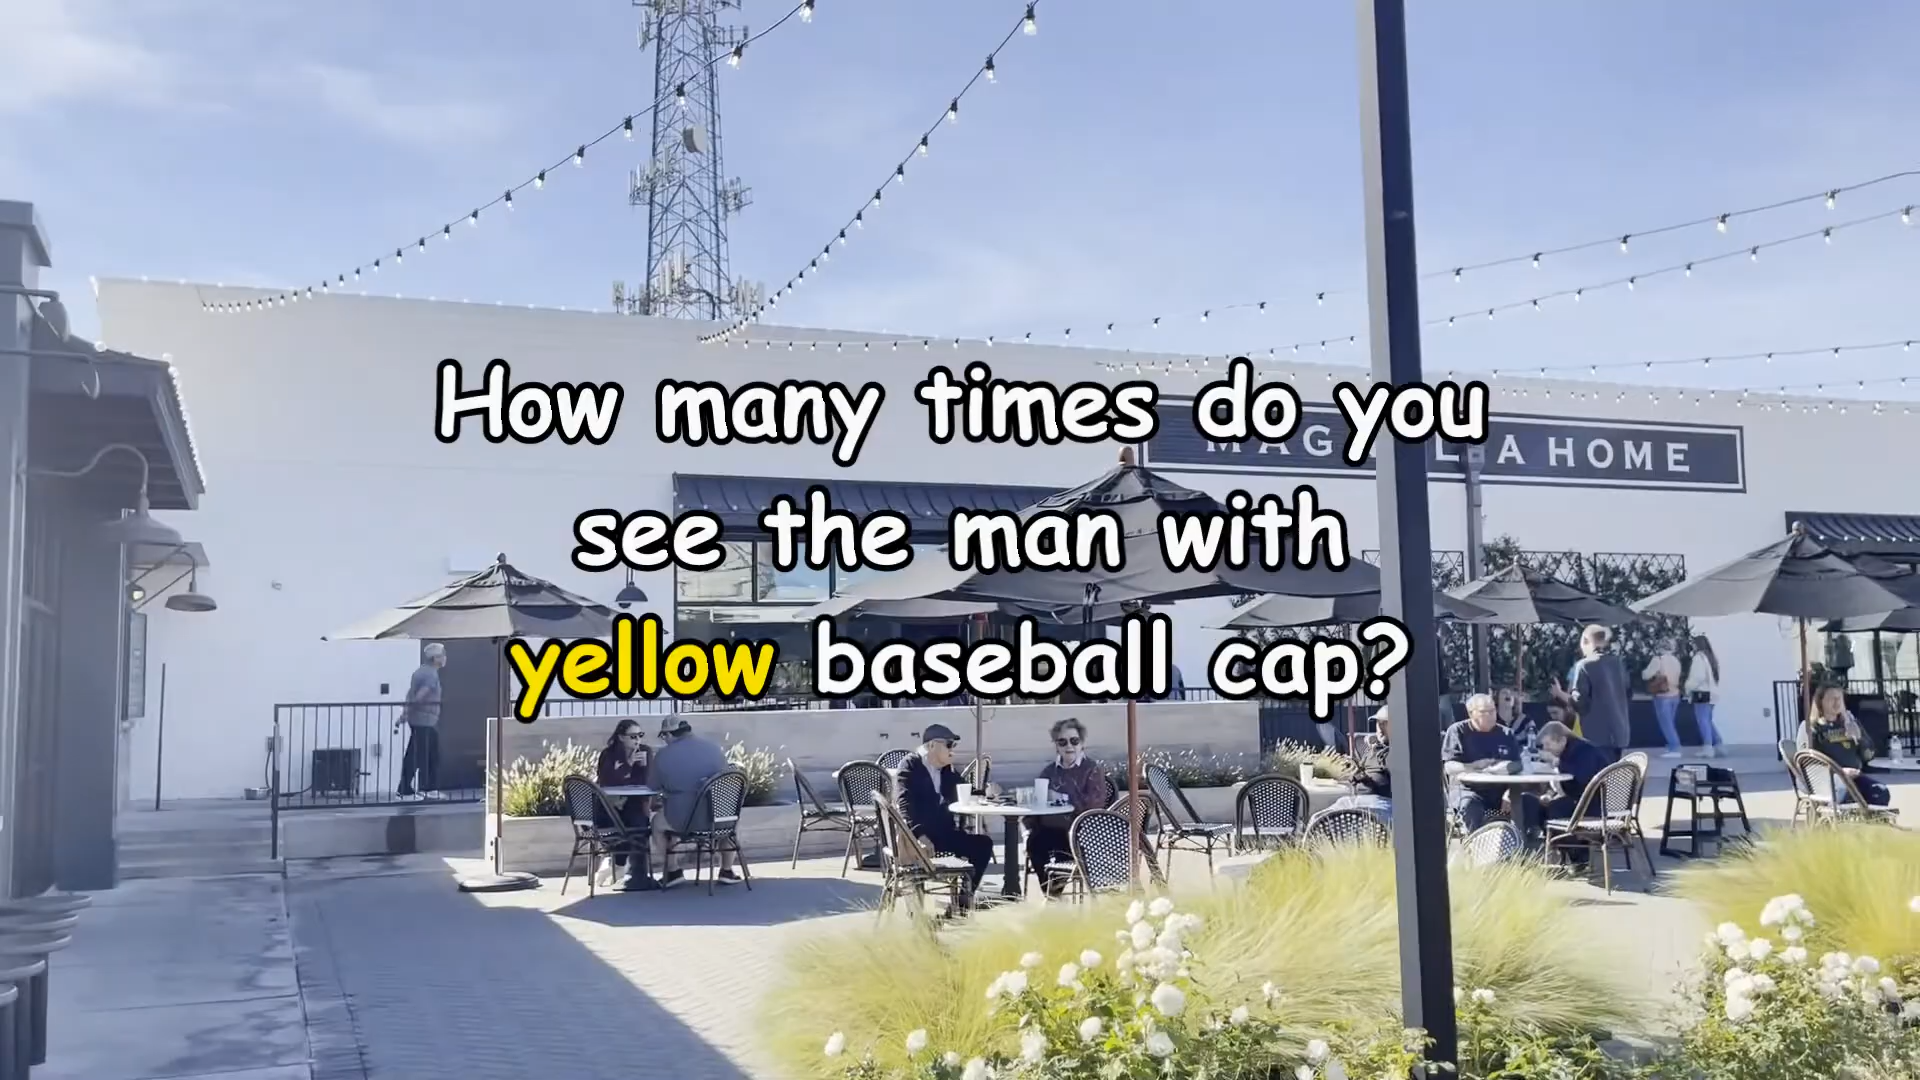 How many times do you
see the man with
yellow baseball cap?
HOME